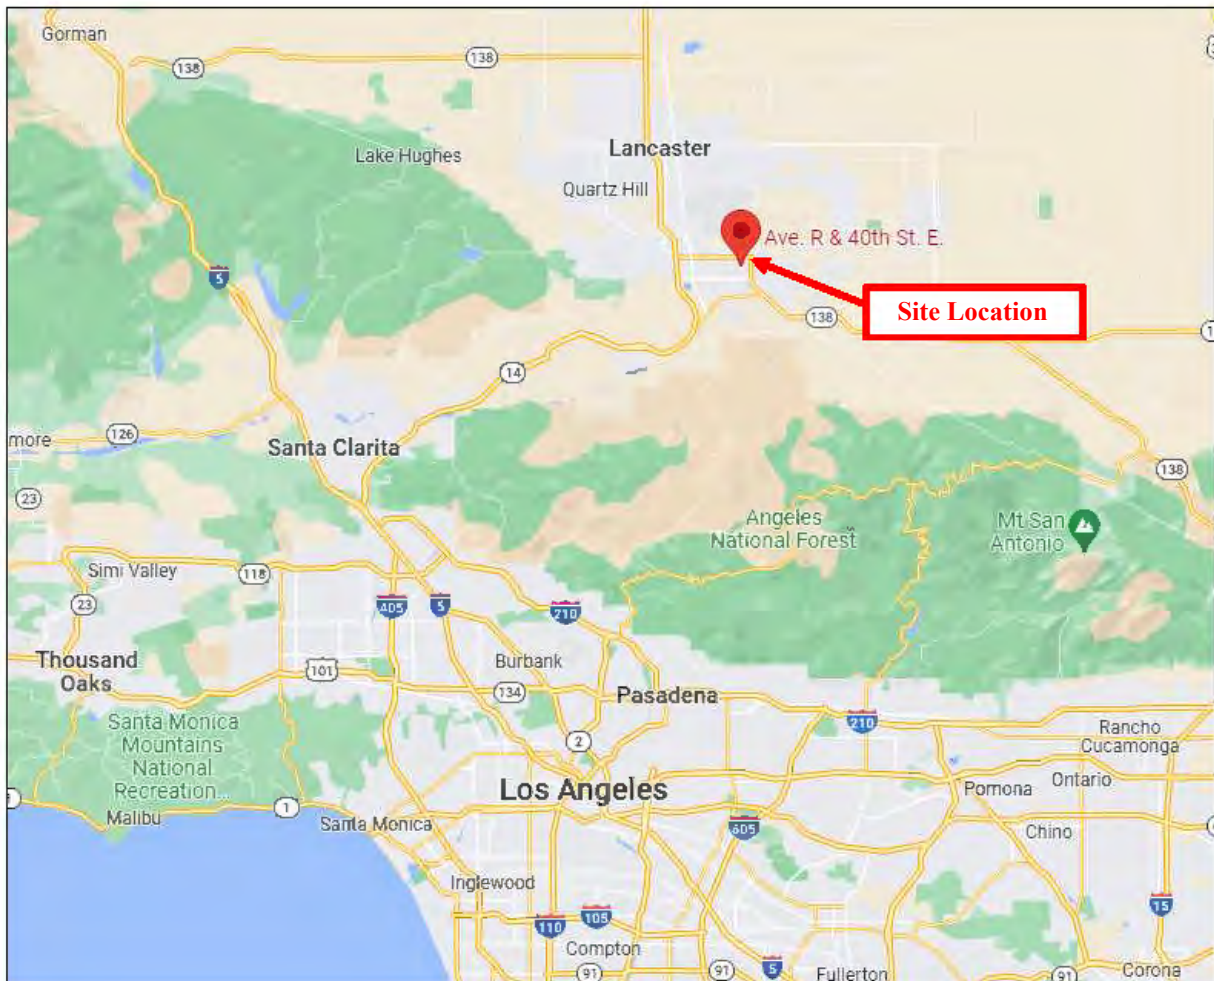 Gorman
138
138
Lake Hughes
Lancaster
Quartz Hill
Ave. R & 40th St. E.
5
Site Location
138
14
more
126
Santa Clarita
138
23
Angeles
National Forest
Mt San
Antonio
Simi Valley
118
23
405
5
210
Thousand
Oaks
101
Burbank
134
Pasadena
Santa Monica
Mountains
National
Recreation...
210
Rancho
Cucamonga
2
Los Angeles
Pomona
Ontario
Malibu
1
Santa Monica
605
Chino
Inglewood
110
105
15
Compton
91
91
5
Fullerton
91
Corona